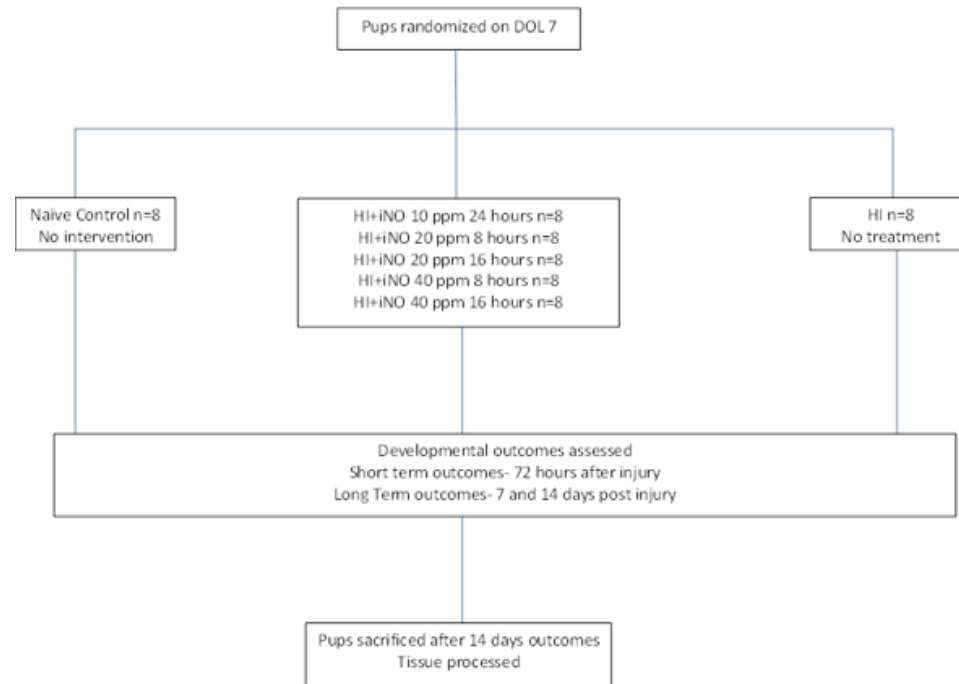 Pups randomized on DOL 7
Naïve Control n=8
No intervention
HI+iNO 10 ppm 24 hours n=8
HI+iNO 20 ppm 8 hours n=8
HI+iNO 20 ppm 16 hours n=8
HI+iNO 40 ppm 8 hours n=8
HI+iNO 40 ppm 16 hours n=8
HI n=8
No treatment
Developmental outcomes assessed
Short term outcomes- 72 hours after injury
Long Term outcomes- 7 and 14 days post injury
Pups sacrificed after 14 days outcomes
Tissue processed